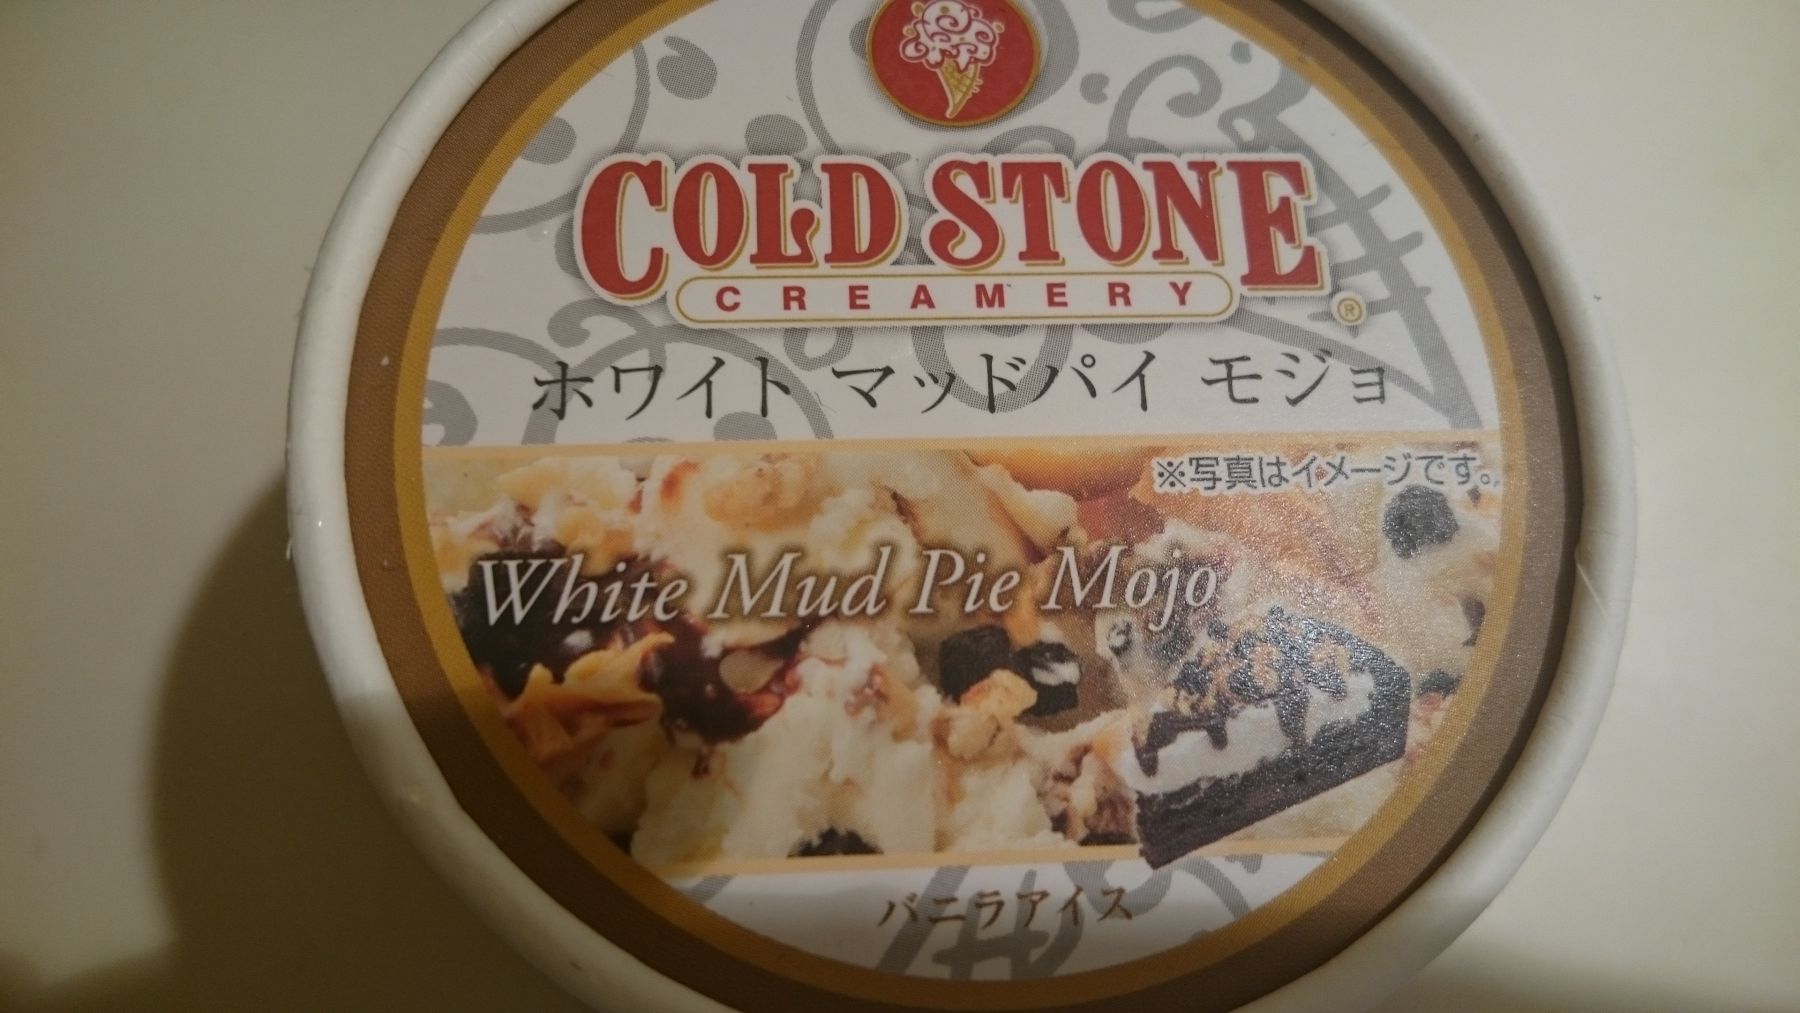 COLD STONE
CREAMERY ®
ホワイト マッドパイ モジョ
※写真はイメージです。
White Mud Pie Mojo
バニラアイス